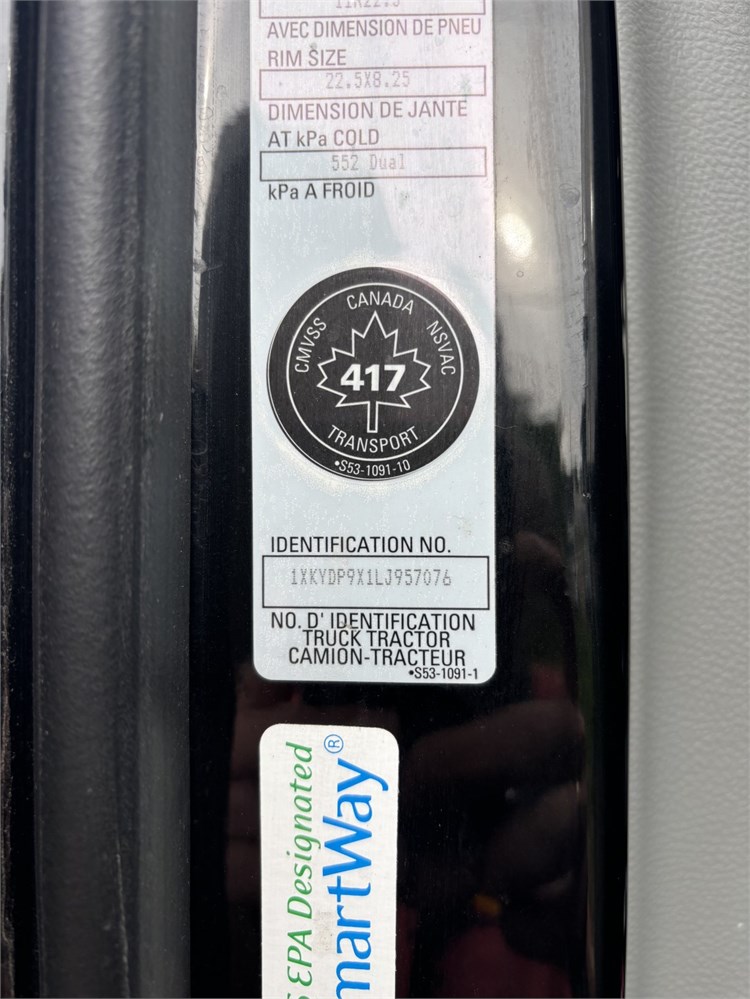 11R22.5
AVEC DIMENSION DE PNEU
RIM SIZE
22.5X8.25
DIMENSION DE JANTE
AT kPa COLD
552 Dual
kPa A FROID
CANADA
CMVSS
NSVAC
417
TRANSPORT
•S53-1091-10
IDENTIFICATION NO.
1XKYDP9X1LJ957076
NO. D' IDENTIFICATION
TRUCK TRACTOR
CAMION-TRACTEUR
•S53-1091-1
S EPA Designated
martWay®